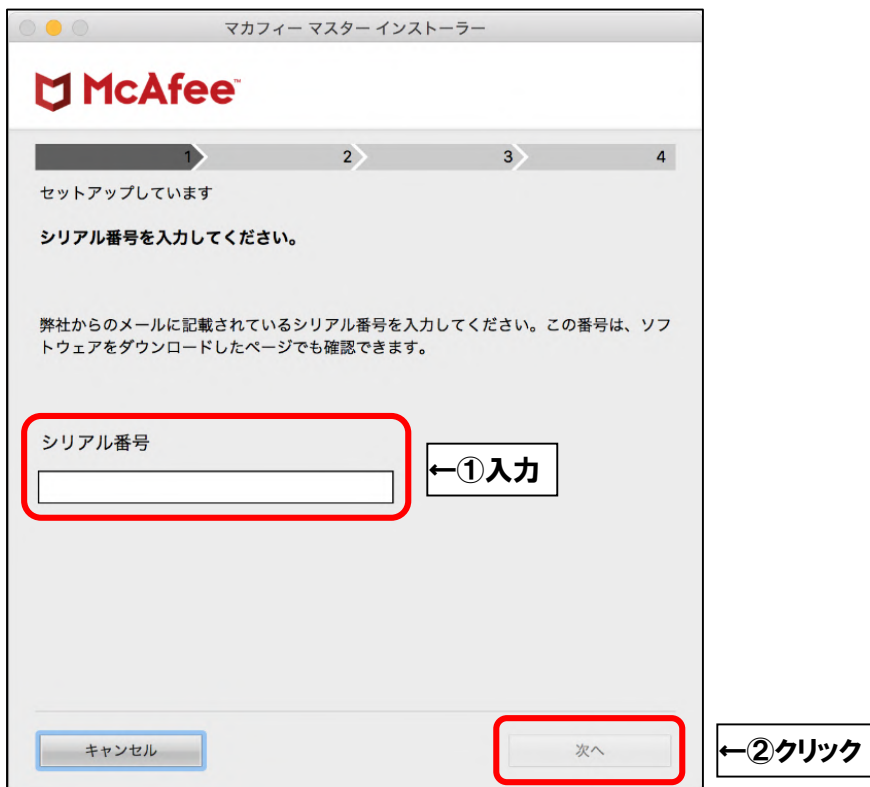 マカフィー マスター インストーラー
McAfee™
1 2 3 4
セットアップしています
シリアル番号を入力してください。
弊社からのメールに記載されているシリアル番号を入力してください。この番号は、ソフ
トウェアをダウンロードしたページでも確認できます。
シリアル番号
←①入力
キャンセル
次へ
←②クリック